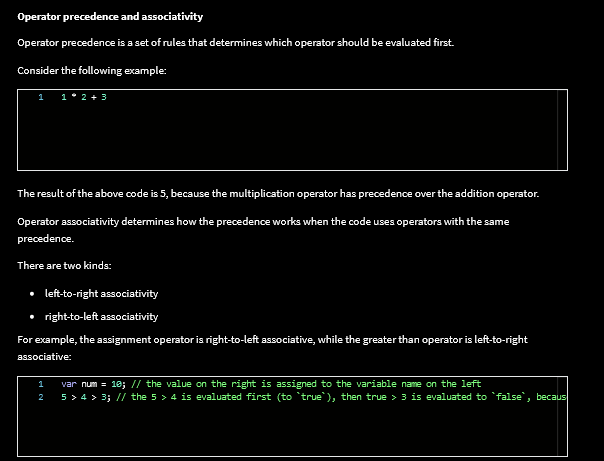 Operator precedence and associativity
Operator precedence is a set of rules that determines which operator should be evaluated first.
Consider the following example:
1 1 * 2 + 3
The result of the above code is 5, because the multiplication operator has precedence over the addition operator.
Operator associativity determines how the precedence works when the code uses operators with the same
precedence.
There are two kinds:
• left-to-right associativity
• right-to-left associativity
For example, the assignment operator is right-to-left associative, while the greater than operator is left-to-right
associative:
1 var num = 10; // the value on the right is assigned to the variable name on the left
2 5 > 4 > 3; // the 5 > 4 is evaluated first (to `true`), then true > 3 is evaluated to `false`, becaus